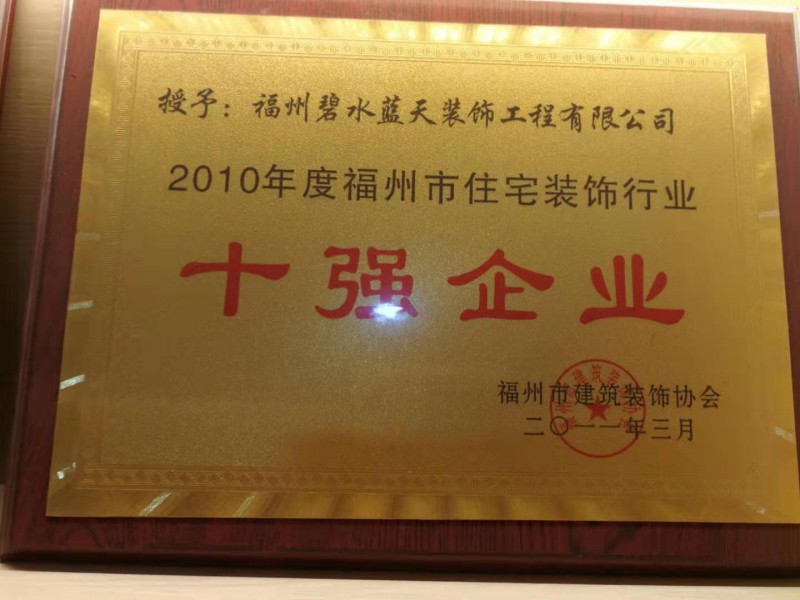 授予：福州碧水蓝天装饰工程有限公司
2010年度福州市住宅装饰行业
十强企业
福州市建筑装饰协会
二〇一一年三月